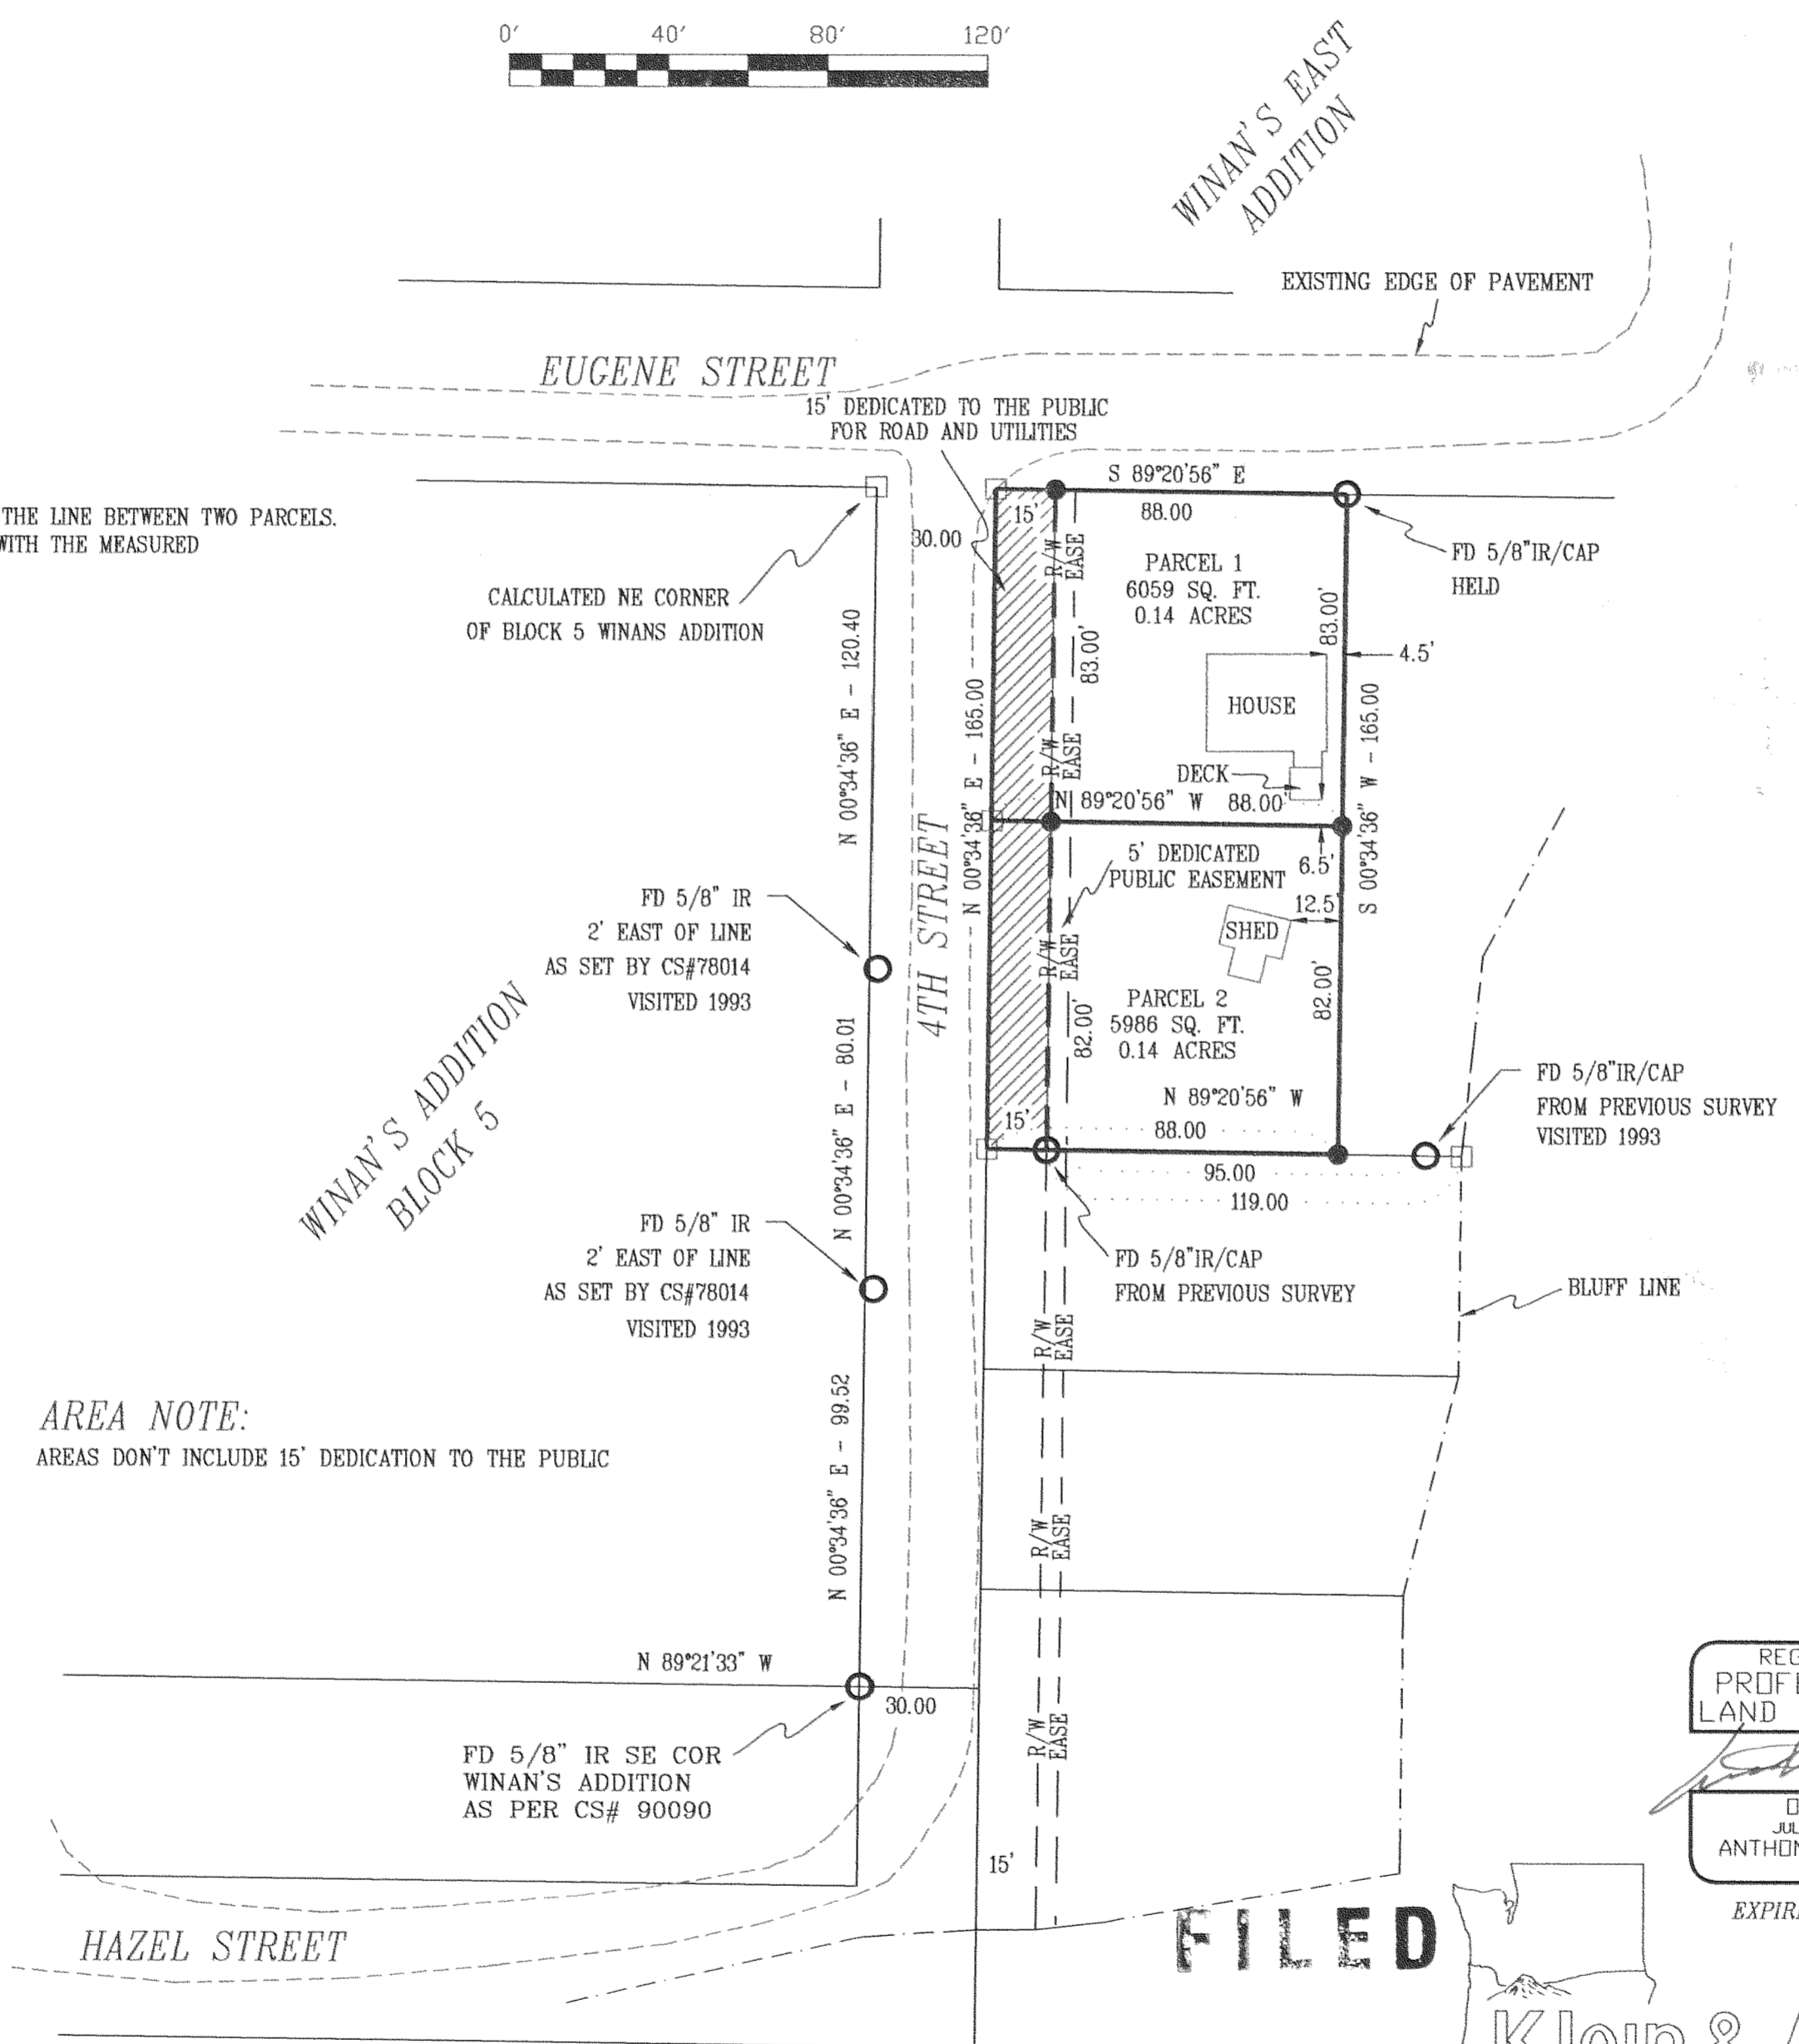 0' 40' 80' 120'
WINAN'S EAST
ADDITION
EXISTING EDGE OF PAVEMENT
EUGENE STREET
15' DEDICATED TO THE PUBLIC
FOR ROAD AND UTILITIES
S 89°20'56" E
88.00
15'
30.00
THE LINE BETWEEN TWO PARCELS.
WITH THE MEASURED
FD 5/8"IR/CAP
HELD
CALCULATED NE CORNER
OF BLOCK 5 WINANS ADDITION
R/W
EASE
PARCEL 1
6059 SQ. FT.
0.14 ACRES
83.00'
83.00'
4.5'
N 00°34'36" E - 120.40
N 00°34'36" E - 165.00
S 00°34'36" W - 165.00
HOUSE
R/W
EASE
DECK
N 89°20'56" W 88.00'
4TH STREET
5' DEDICATED
PUBLIC EASEMENT
6.5'
12.5'
SHED
FD 5/8" IR
2' EAST OF LINE
AS SET BY CS#78014
VISITED 1993
R/W
EASE
PARCEL 2
5986 SQ. FT.
0.14 ACRES
82.00'
82.00'
N 89°20'56" W
88.00
15'
95.00
119.00
N 00°34'36" E - 80.01
WINAN'S ADDITION
BLOCK 5
FD 5/8"IR/CAP
FROM PREVIOUS SURVEY
VISITED 1993
FD 5/8" IR
2' EAST OF LINE
AS SET BY CS#78014
VISITED 1993
FD 5/8"IR/CAP
FROM PREVIOUS SURVEY
BLUFF LINE
R/W
EASE
AREA NOTE:
AREAS DON'T INCLUDE 15' DEDICATION TO THE PUBLIC
N 00°34'36" E - 99.52
R/W
EASE
N 89°21'33" W
30.00
R/W
EASE
FD 5/8" IR SE COR
WINAN'S ADDITION
AS PER CS# 90090
15'
HAZEL STREET
FILED
LAND
EXPIR
Klein &